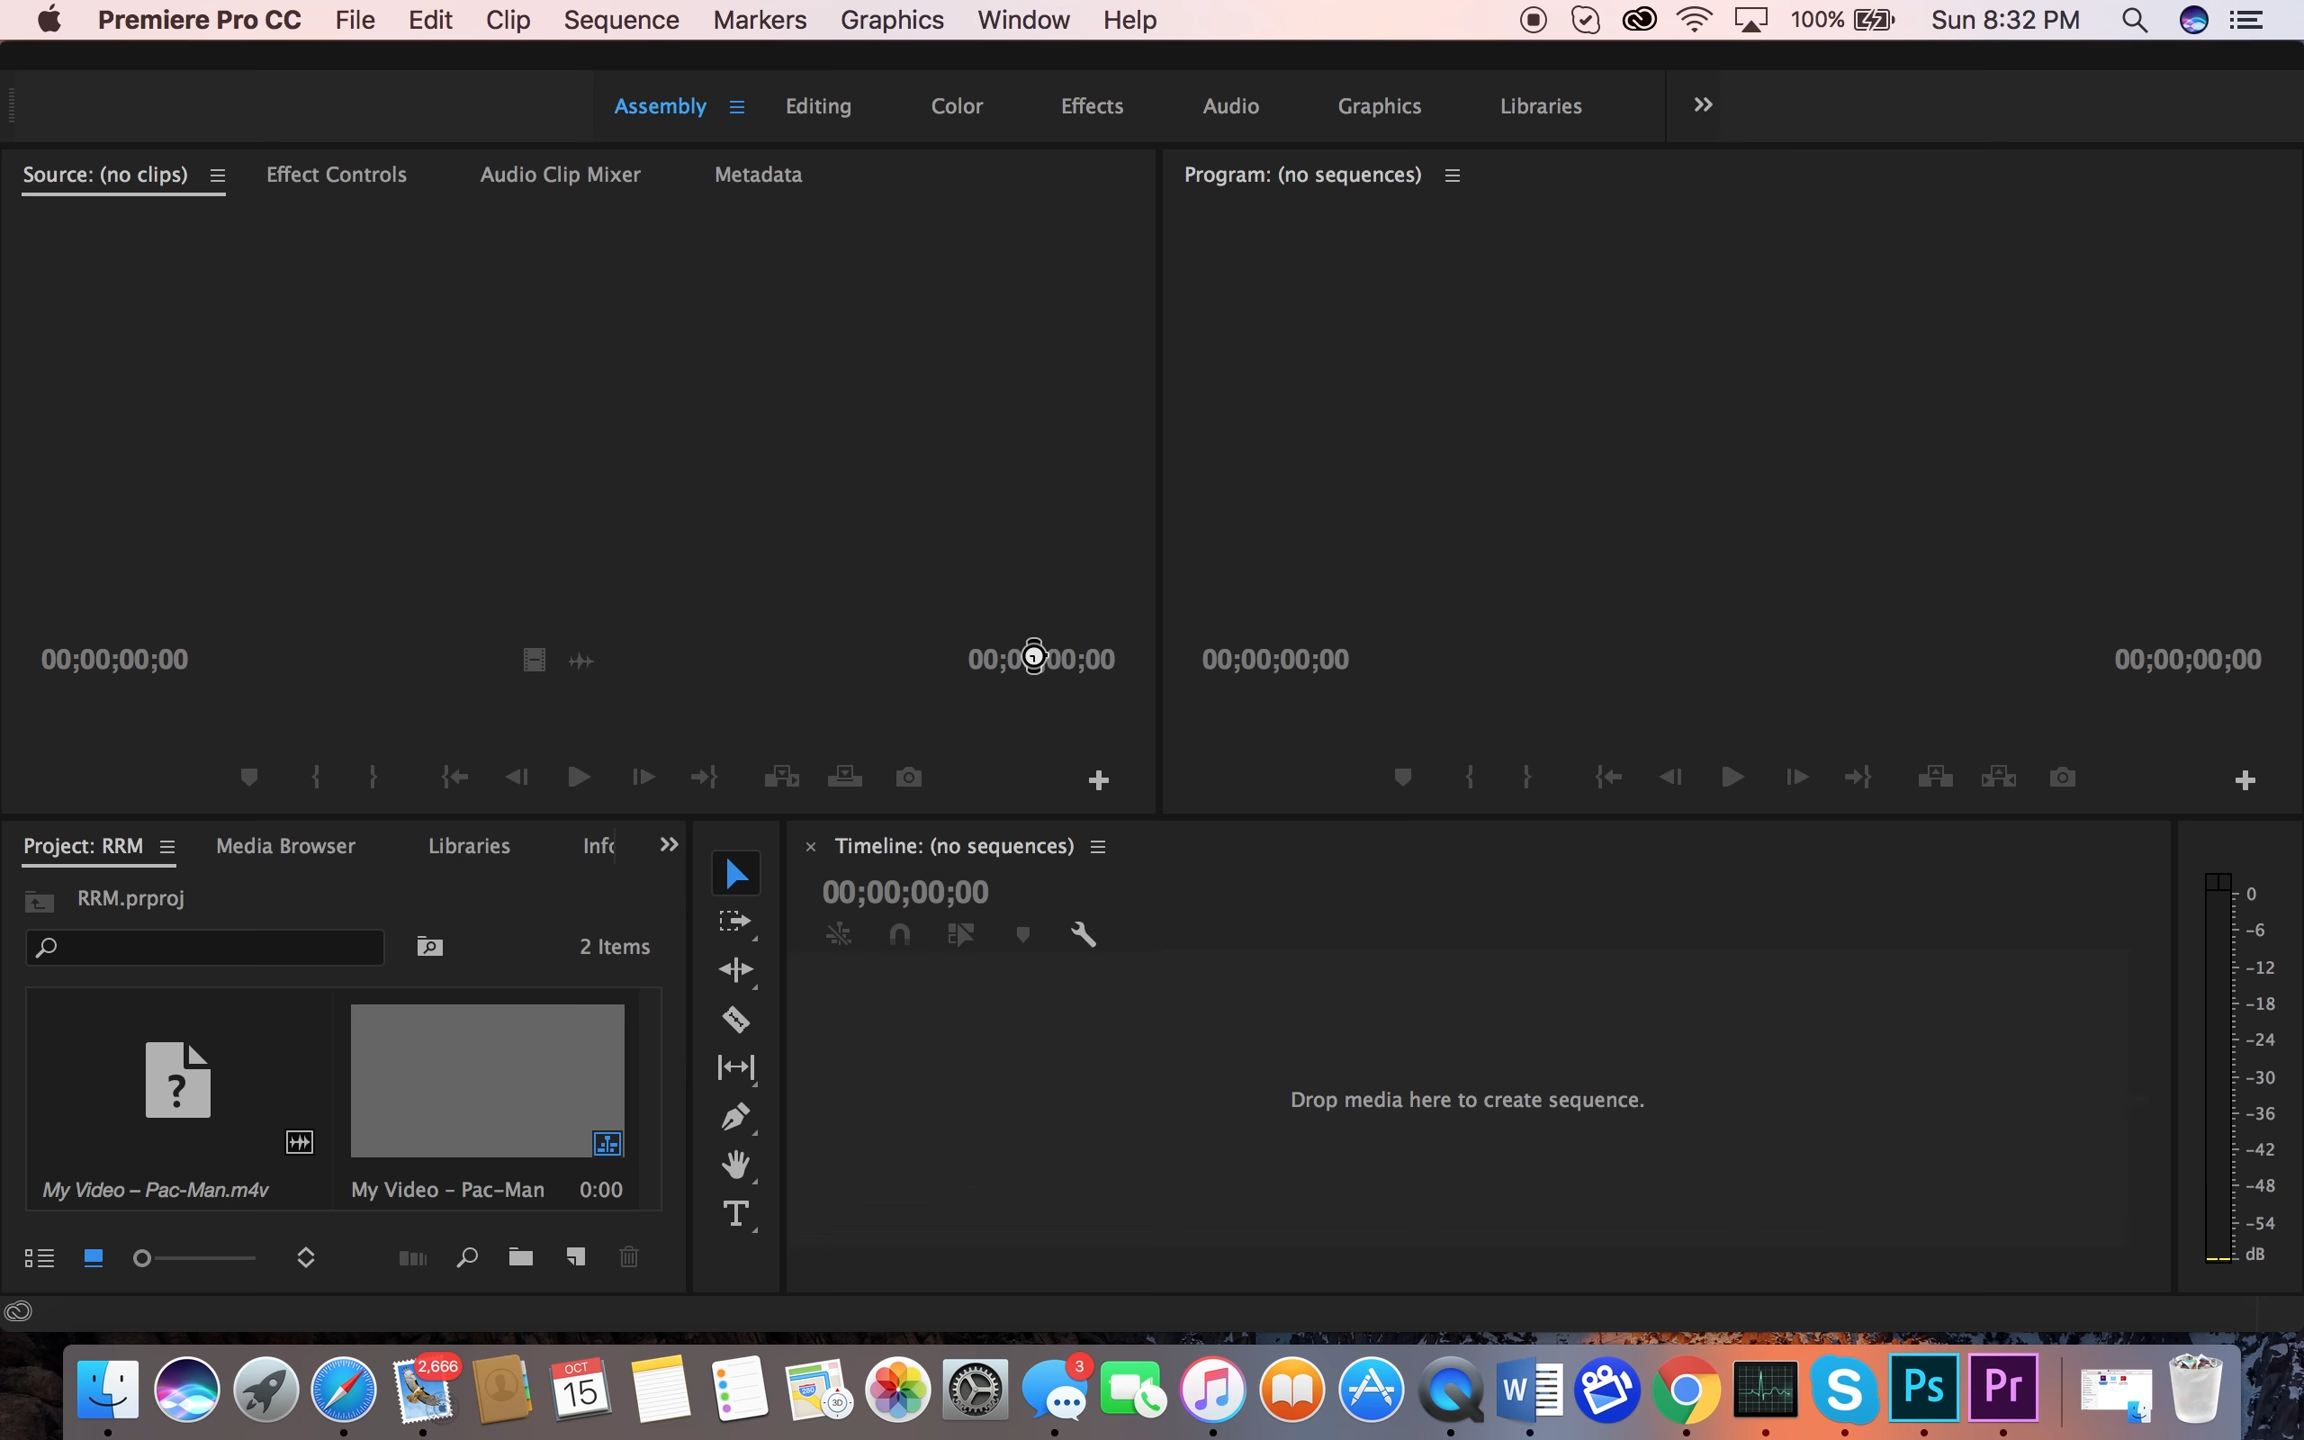 Premiere Pro CC File Edit Clip Sequence Markers Graphics Window Help 100% Sun 8:32 PM
Assembly Editing Color Effects Audio Graphics Libraries
Source: (no clips) Effect Controls Audio Clip Mixer Metadata
Program: (no sequences)
00;00;00;00
00;00;00;00
00;00;00;00
Project: RRM Media Browser Libraries
Timeline: (no sequences)
RRM.prproj
00;00;00;00
2 Items
My Video – Pac-Man.m4v
My Video – Pac-Man 0:00
T
Drop media here to create sequence.
0
-6
-12
-18
-24
-30
-36
-42
-48
-54
dB
2,666
OCT
15
280
3D
3
W
S
Ps
Pr